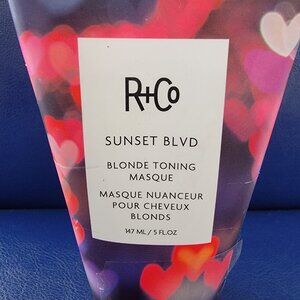 R+Co
SUNSET BLVD
BLONDE TONING
MASQUE
MASQUE NUANCEUR
POUR CHEVEUX
BLONDS
147 ML / 5 FL.OZ